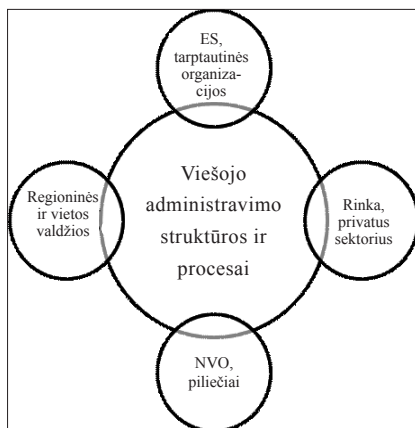 ES,
tarptautinės
organiza-
cijos
Regioninės
ir vietos
valdžios
Viešojo
administravimo
struktūros ir
procesai
Rinka,
privatus
sektorius
NVO,
piliečiai